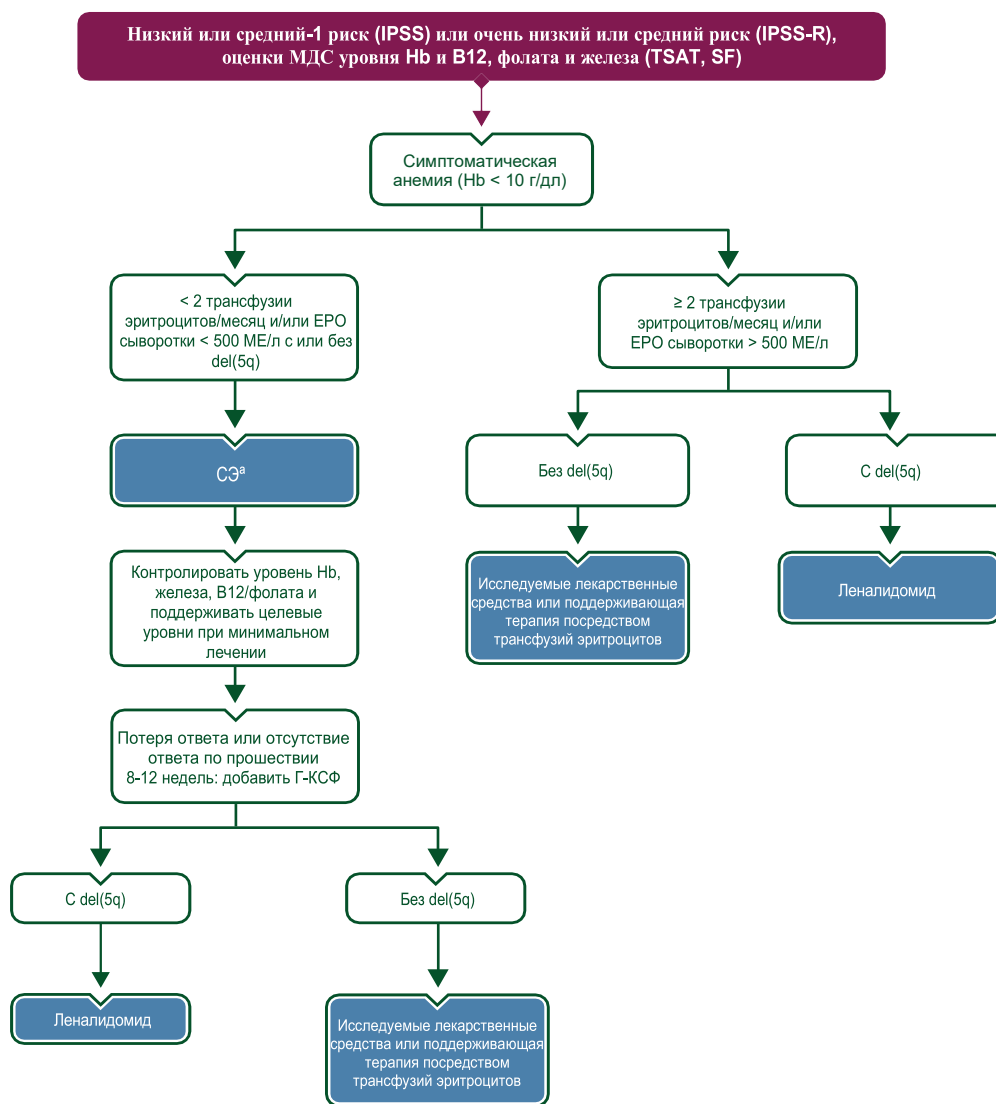 Низкий или средний-1 риск (IPSS) или очень низкий или средний риск (IPSS-R),
оценки МДС уровня Hb и B12, фолата и железа (TSAT, SF)
Симптоматическая
анемия (Hb < 10 г/дл)
< 2 трансфузии
эритроцитов/месяц и/или ЕРО
сыворотки < 500 МЕ/л с или без
del(5q)
≥ 2 трансфузии
эритроцитов/месяц и/или
ЕРО сыворотки > 500 МЕ/л
СЭª
Без del(5q)
С del(5q)
Контролировать уровень Hb,
железа, B12/фолата и
поддерживать целевые
уровни при минимальном
лечении
Исследуемые лекарственные
средства или поддерживающая
терапия посредством
трансфузий эритроцитов
Леналидомид
Потеря ответа или отсутствие
ответа по прошествии
8-12 недель: добавить Г-КСФ
С del(5q)
Без del(5q)
Леналидомид
Исследуемые лекарственные
средства или поддерживающая
терапия посредством
трансфузий эритроцитов